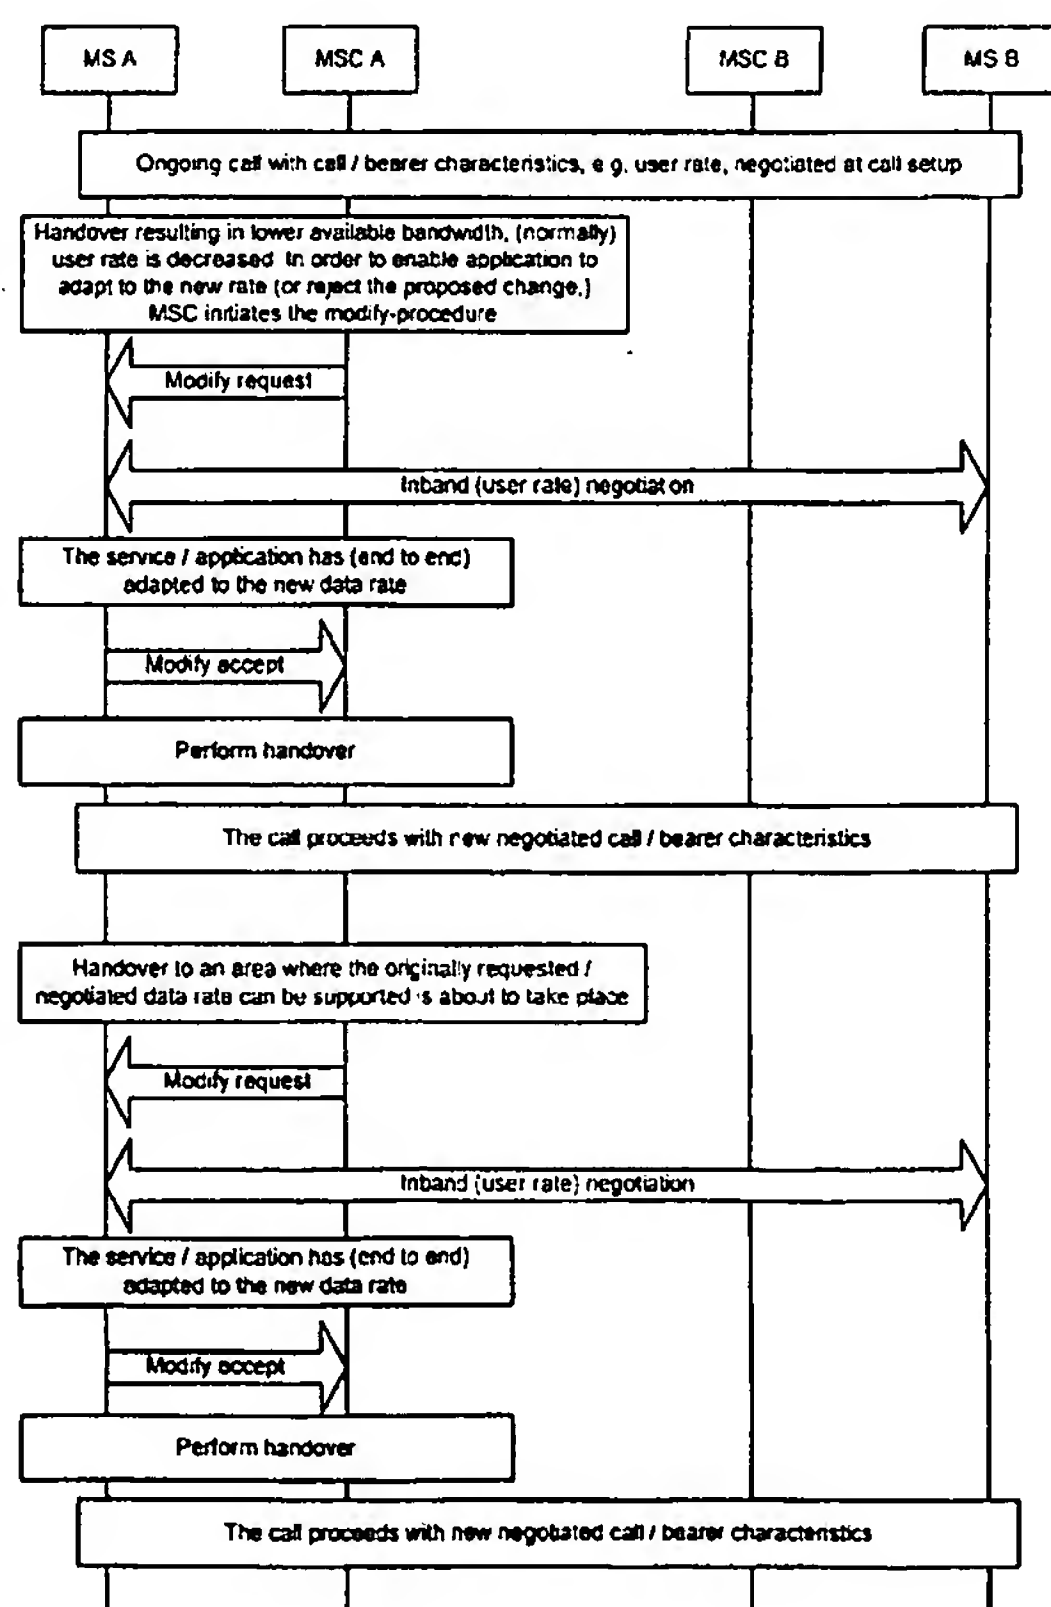 MS A
MSC A
MSC B
MS B
Ongoing call with call / bearer characteristics, e g, user rate, negotiated at call setup
Handover resulting in lower available bandwidth, (normally)
user rate is decreased. In order to enable application to
adapt to the new rate (or reject the proposed change,)
MSC initiates the modify-procedure
Modify request
Inband (user rate) negotiation
The service / application has (end to end)
adapted to the new data rate
Modify accept
Perform handover
The call proceeds with new negotiated call / bearer characteristics
Handover to an area where the originally requested /
negotiated data rate can be supported is about to take place
Modify request
Inband (user rate) negotiation
The service / application has (end to end)
adapted to the new data rate
Modify accept
Perform handover
The call proceeds with new negotiated call / bearer characteristics